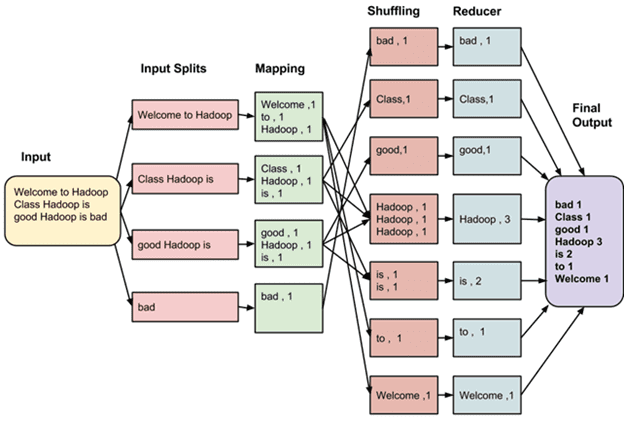 Shuffling
Reducer
Input Splits
Mapping
Input
Final
Output
Welcome to Hadoop
Class Hadoop is
good Hadoop is bad
Welcome to Hadoop
Class Hadoop is
good Hadoop is
bad
Welcome ,1
to , 1
Hadoop , 1
Class , 1
Hadoop , 1
is , 1
good , 1
Hadoop , 1
is , 1
bad , 1
bad , 1
Class,1
good,1
Hadoop , 1
Hadoop , 1
Hadoop , 1
is , 1
is , 1
to , 1
Welcome ,1
bad , 1
Class,1
good,1
Hadoop , 3
is , 2
to , 1
Welcome ,1
bad 1
Class 1
good 1
Hadoop 3
is 2
to 1
Welcome 1